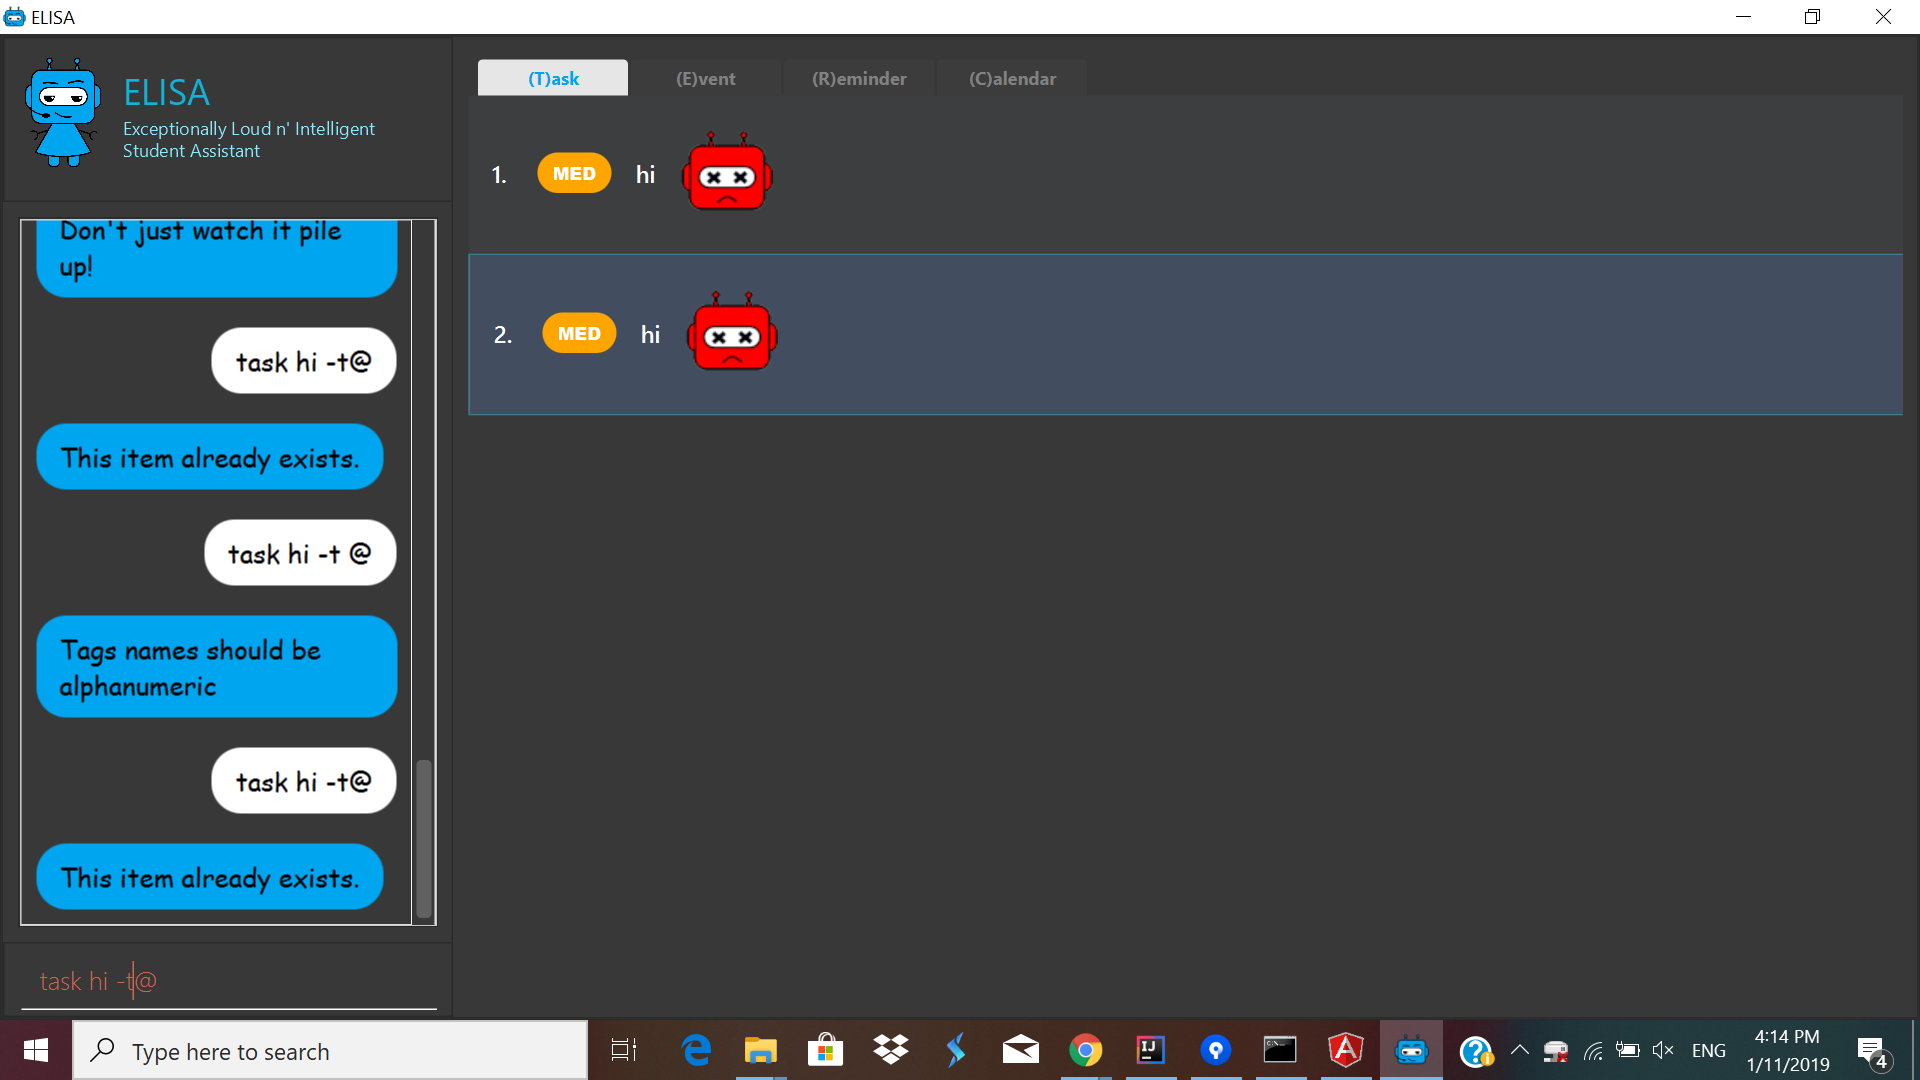 ELISA
ELISA
Exceptionally Loud n' Intelligent
Student Assistant
Don't just watch it pile
up!
task hi -t@
This item already exists.
task hi -t @
Tags names should be
alphanumeric
task hi -t@
This item already exists.
task hi -t@
(T)ask
(E)vent
(R)eminder
(C)alendar
1. MED hi
2. MED hi
Type here to search
IJ
ENG
4:14 PM
1/11/2019
4